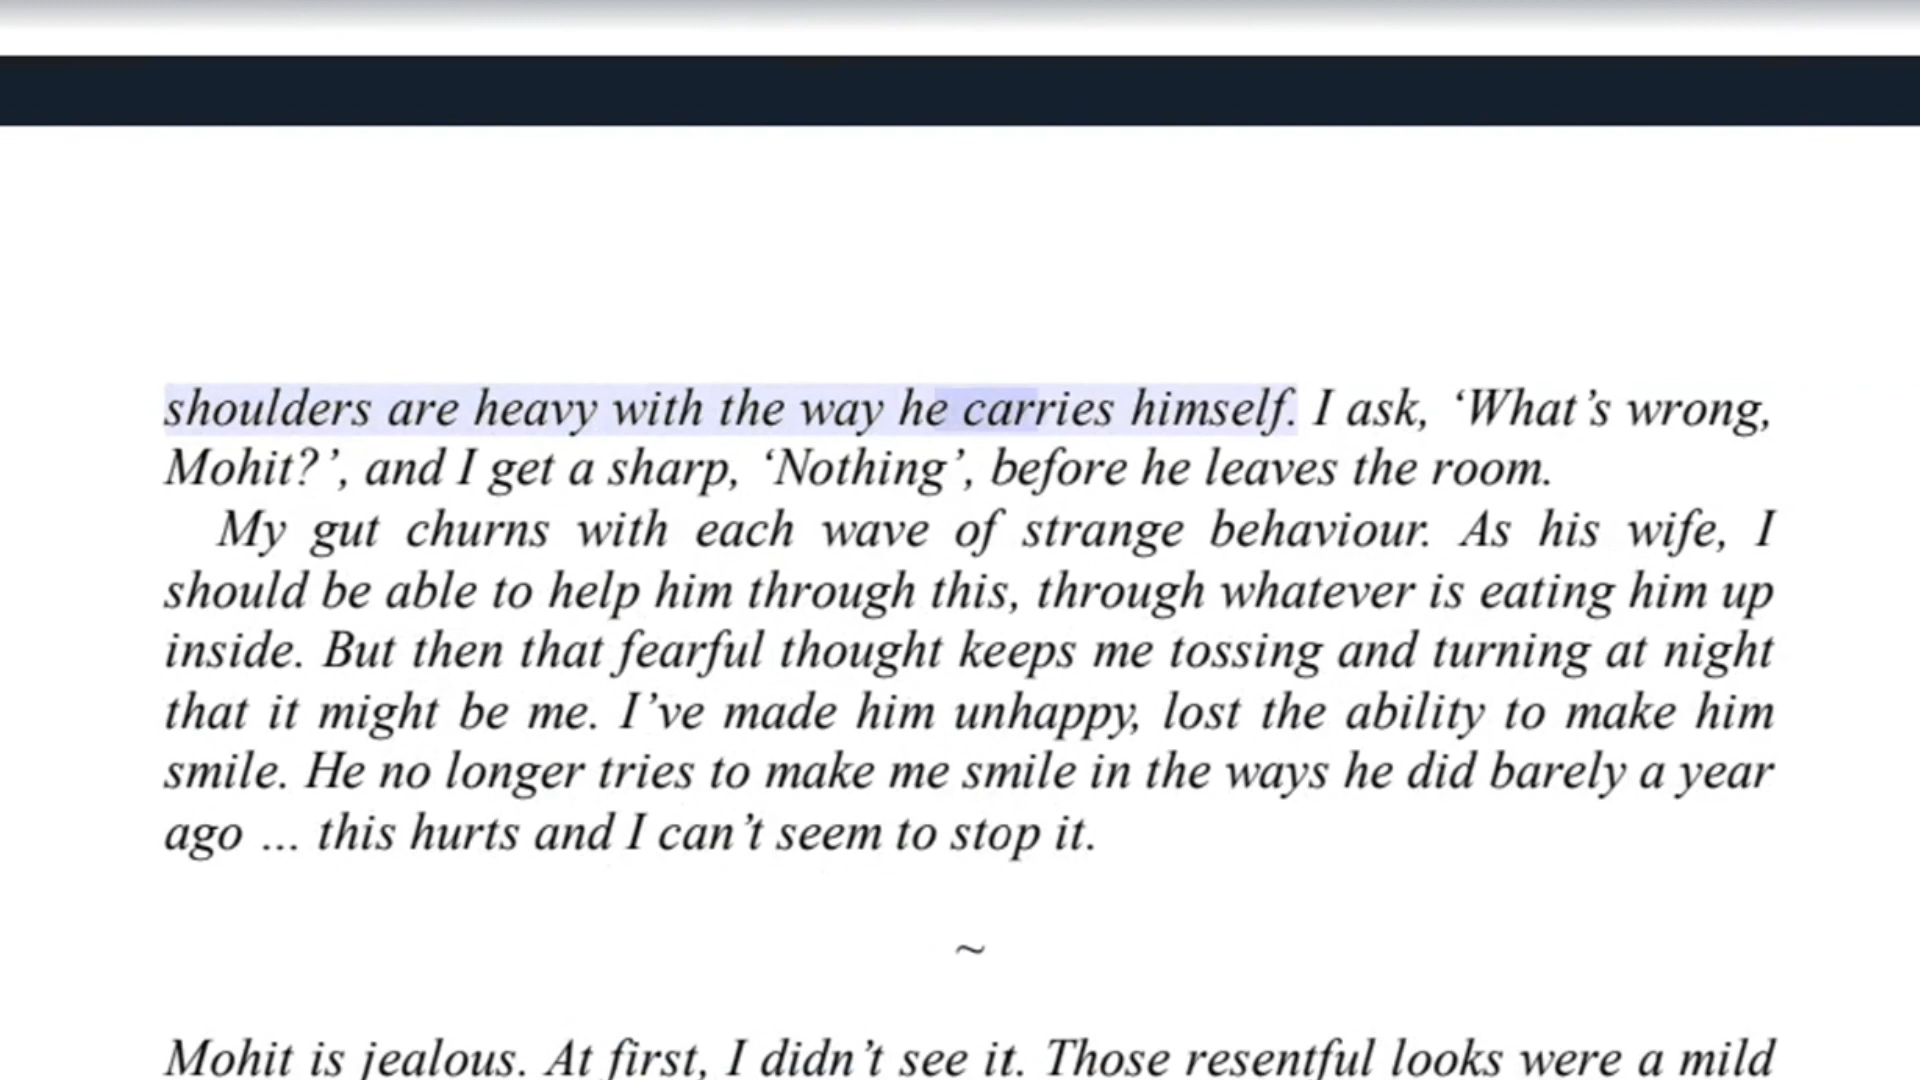 shoulders are heavy with the way he carries himself. I ask, ‘What’s wrong,
Mohit?’, and I get a sharp, ‘Nothing’, before he leaves the room.
My gut churns with each wave of strange behaviour. As his wife, I
should be able to help him through this, through whatever is eating him up
inside. But then that fearful thought keeps me tossing and turning at night
that it might be me. I’ve made him unhappy, lost the ability to make him
smile. He no longer tries to make me smile in the ways he did barely a year
ago ... this hurts and I can’t seem to stop it.
~
Mohit is jealous. At first, I didn’t see it. Those resentful looks were a mild